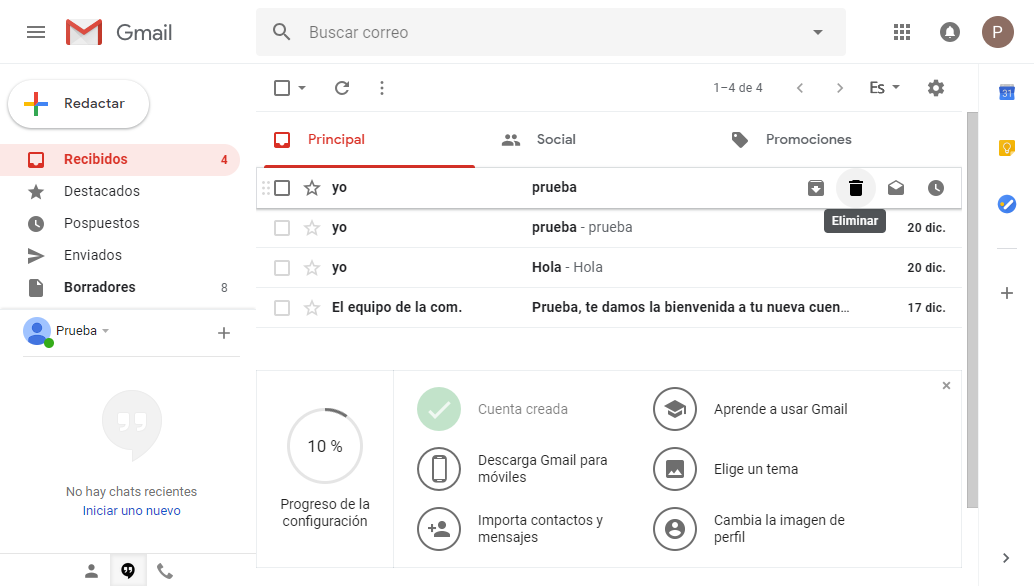 Gmail
Buscar correo
P
Redactar
1–4 de 4
Es
31
Recibidos 4
Destacados
Pospuestos
Enviados
Borradores 8
Prueba
No hay chats recientes
Iniciar uno nuevo
Principal Social Promociones
yo prueba
Eliminar
yo prueba - prueba 20 dic.
yo Hola - Hola 20 dic.
El equipo de la com. Prueba, te damos la bienvenida a tu nueva cuen… 17 dic.
10 %
Progreso de la
configuración
Cuenta creada
Aprende a usar Gmail
Descarga Gmail para
móviles
Elige un tema
Importa contactos y
mensajes
Cambia la imagen de
perfil